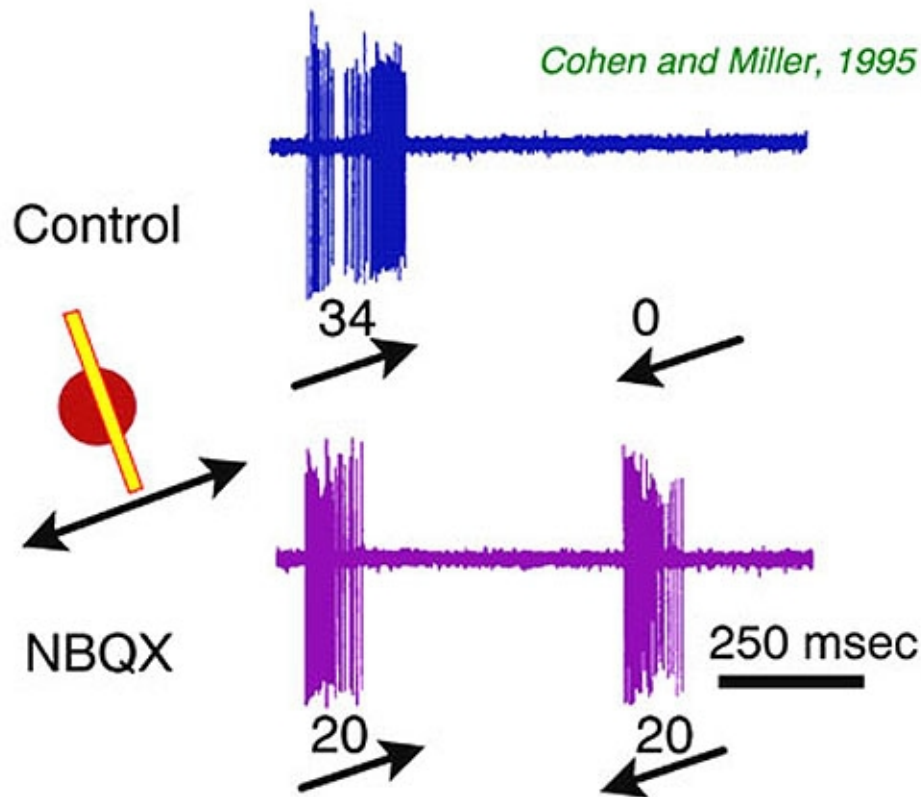 Cohen and Miller, 1995
Control
34 0
NBQX
250 msec
20 20